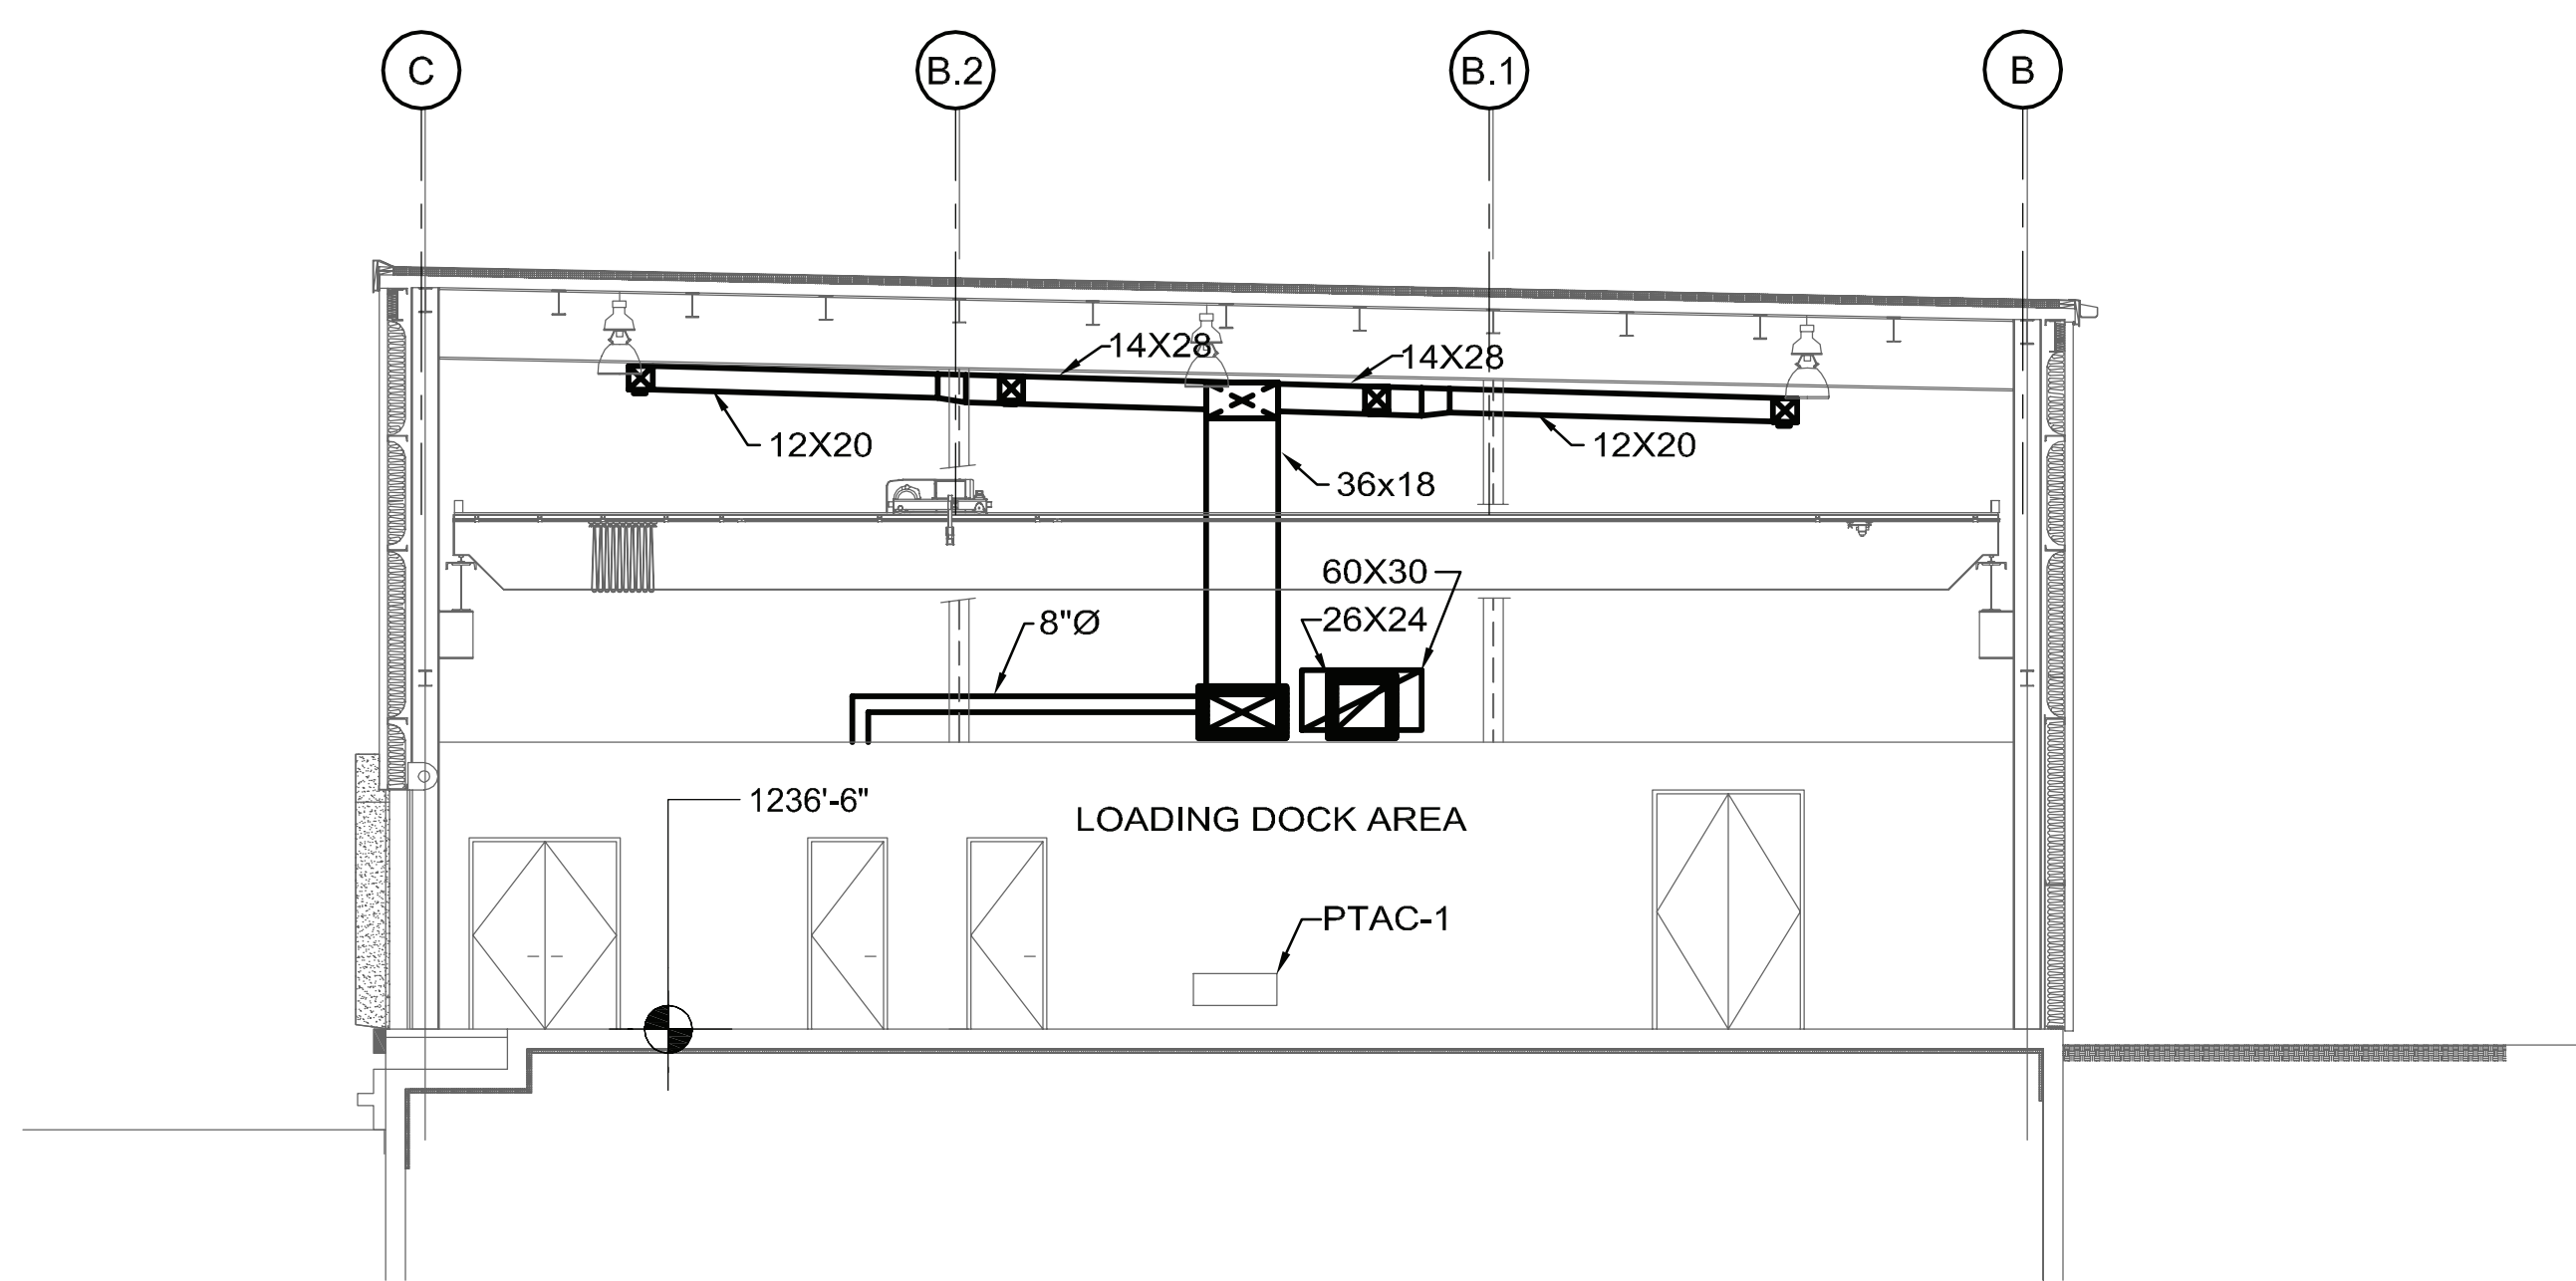 C
B.2
B.1
B
14X28
14X28
12X20
12X20
36x18
60X30
26X24
8"Ø
1236'-6"
LOADING DOCK AREA
PTAC-1